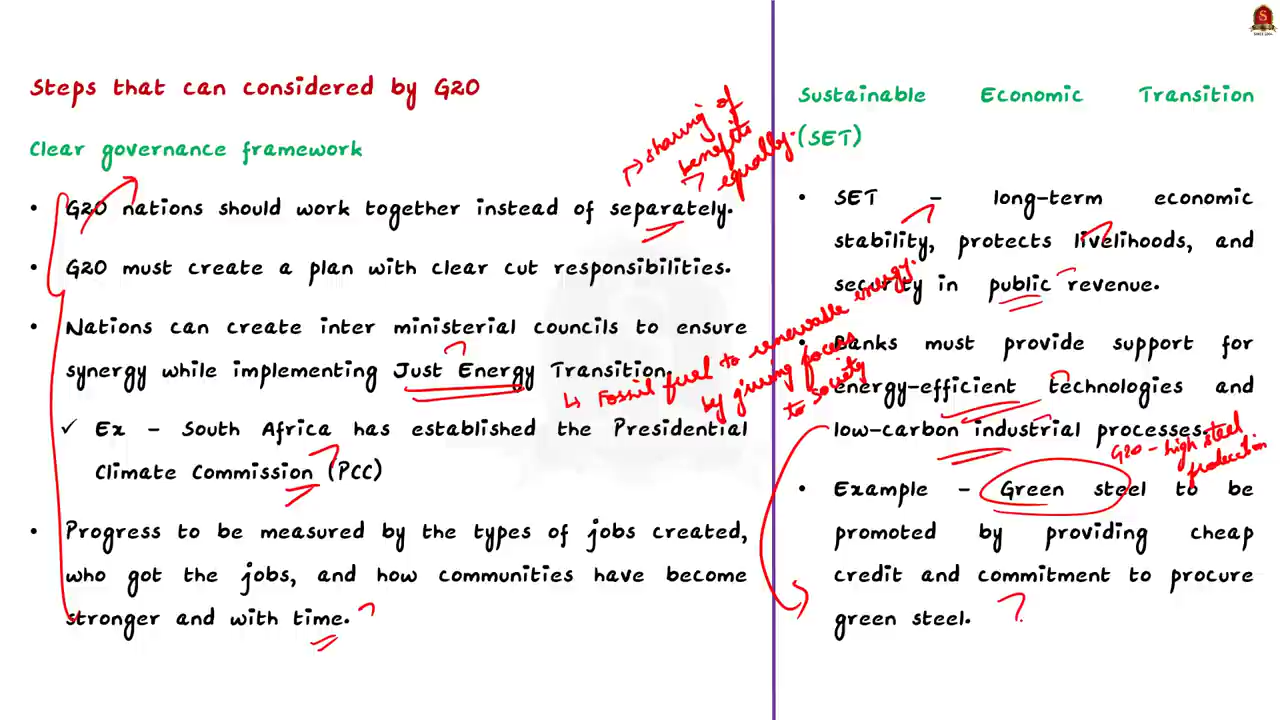 Steps that can considered by G20
Clear governance framework
• G20 nations should work together instead of separately.
sharing of
benefits
equally.
• G20 must create a plan with clear cut responsibilities.
• Nations can create inter ministerial councils to ensure
synergy while implementing Just Energy Transition.
↳ Fossil fuel to renewable energy.
by giving focess
to society
✓ Ex - South Africa has established the Presidential
Climate Commission (PCC)
• Progress to be measured by the types of jobs created,
who got the jobs, and how communities have become
stronger and with time.
Sustainable Economic Transition
(SET)
• SET – long-term economic
stability, protects livelihoods, and
security in public revenue.
• Banks must provide support for
energy-efficient technologies and
low-carbon industrial processes.
G20 - high steel
production
• Example – Green steel to be
promoted by providing cheap
credit and commitment to procure
green steel.
S